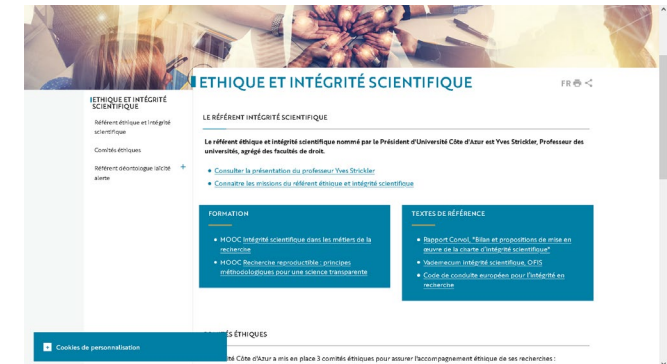 ETHIQUE ET INTÉGRITÉ SCIENTIFIQUE
FR
ETHIQUE ET INTÉGRITÉ
SCIENTIFIQUE
Référent éthique et intégrité
scientifique
Comités éthiques
Référent déontologue laïcité +
alerte
LE RÉFÉRENT INTÉGRITÉ SCIENTIFIQUE
Le référent éthique et intégrité scientifique nommé par le Président d'Université Côte d'Azur est Yves Strickler, Professeur des
universités, agrégé des facultés de droit.
Consulter la présentation du professeur Yves Strickler
Connaître les missions du référent éthique et intégrité scientifique
FORMATION
MOOC Intégrité scientifique dans les métiers de la
recherche
MOOC Recherche reproductible : principes
méthodologiques pour une science transparente
TEXTES DE RÉFÉRENCE
Rapport Corvol, "Bilan et propositions de mise en
œuvre de la charte d'intégrité scientifique"
Vademecum intégrité scientifique, OFIS
Code de conduite européen pour l'intégrité en
recherche
ÉS ÉTHIQUES
Cookies de personnalisation
ité Côte d'Azur a mis en place 3 comités éthiques pour assurer l'accompagnement éthique de ses recherches :